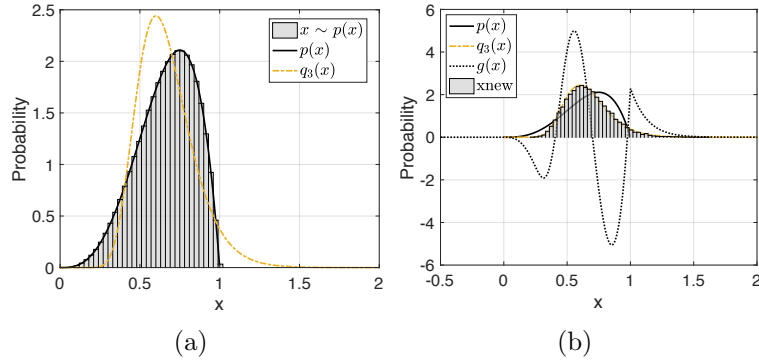 2.5
2
1.5
1
0.5
0
Probability
0
0.5
1
1.5
2
x
x ∼ p(x)
p(x)
q₃(x)
(a)
6
4
2
0
-2
-4
-6
Probability
-0.5
0
0.5
1
1.5
2
x
p(x)
q₃(x)
g(x)
xnew
(b)